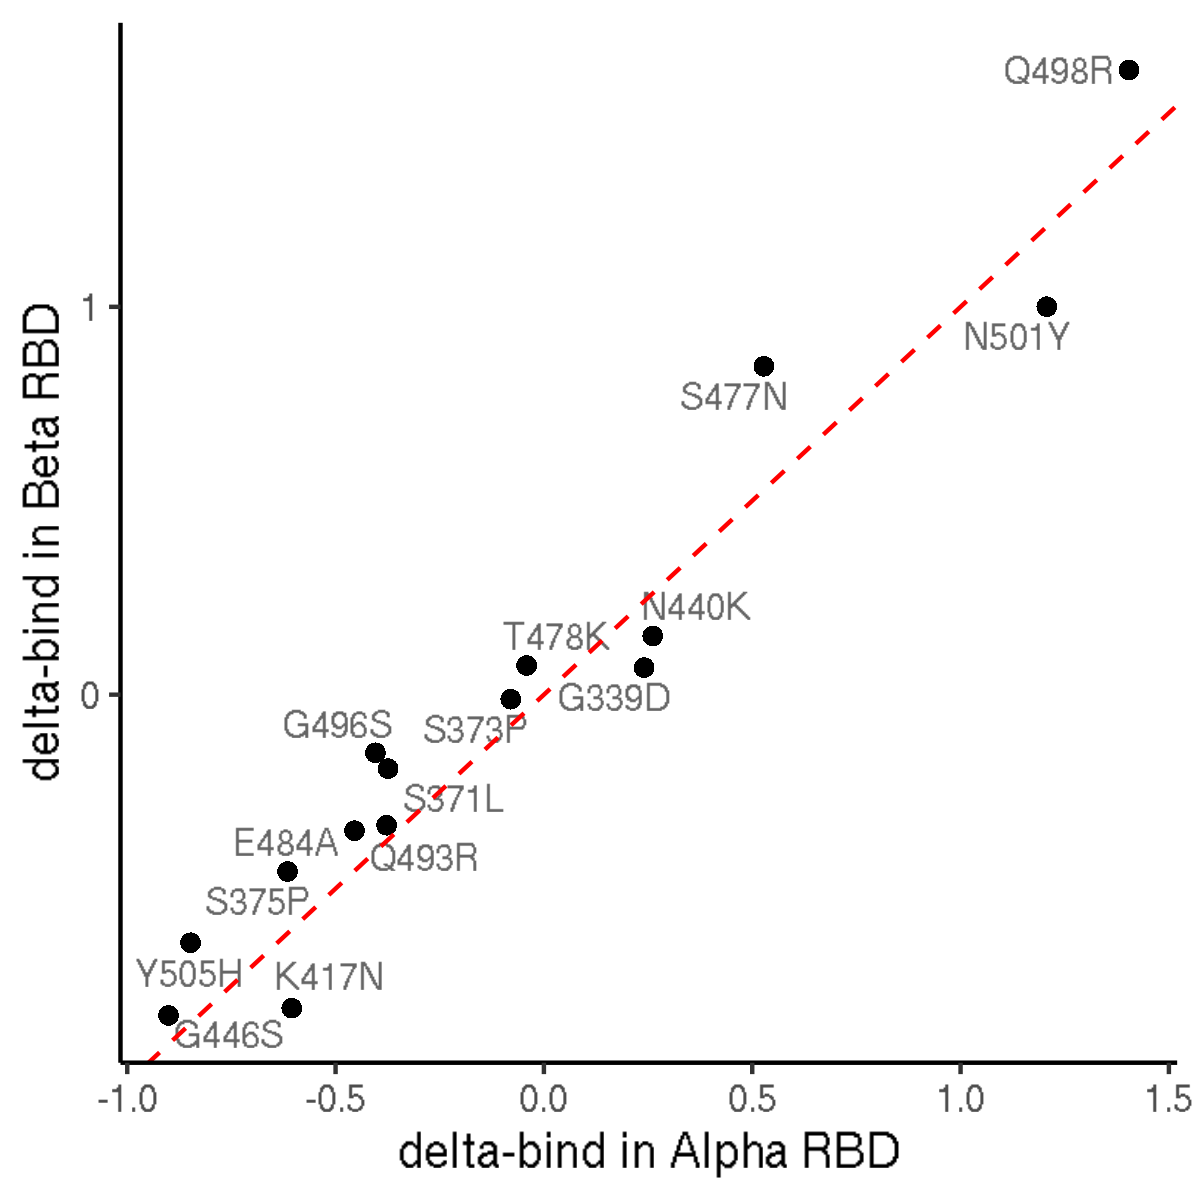 Q498R
1
N501Y
S477N
N440K
T478K
0
G339D
G496S
S373P
S371L
E484A
Q493R
S375P
Y505H
K417N
G446S
-1.0
-0.5
0.0
0.5
1.0
1.5
delta-bind in Alpha RBD
delta-bind in Beta RBD